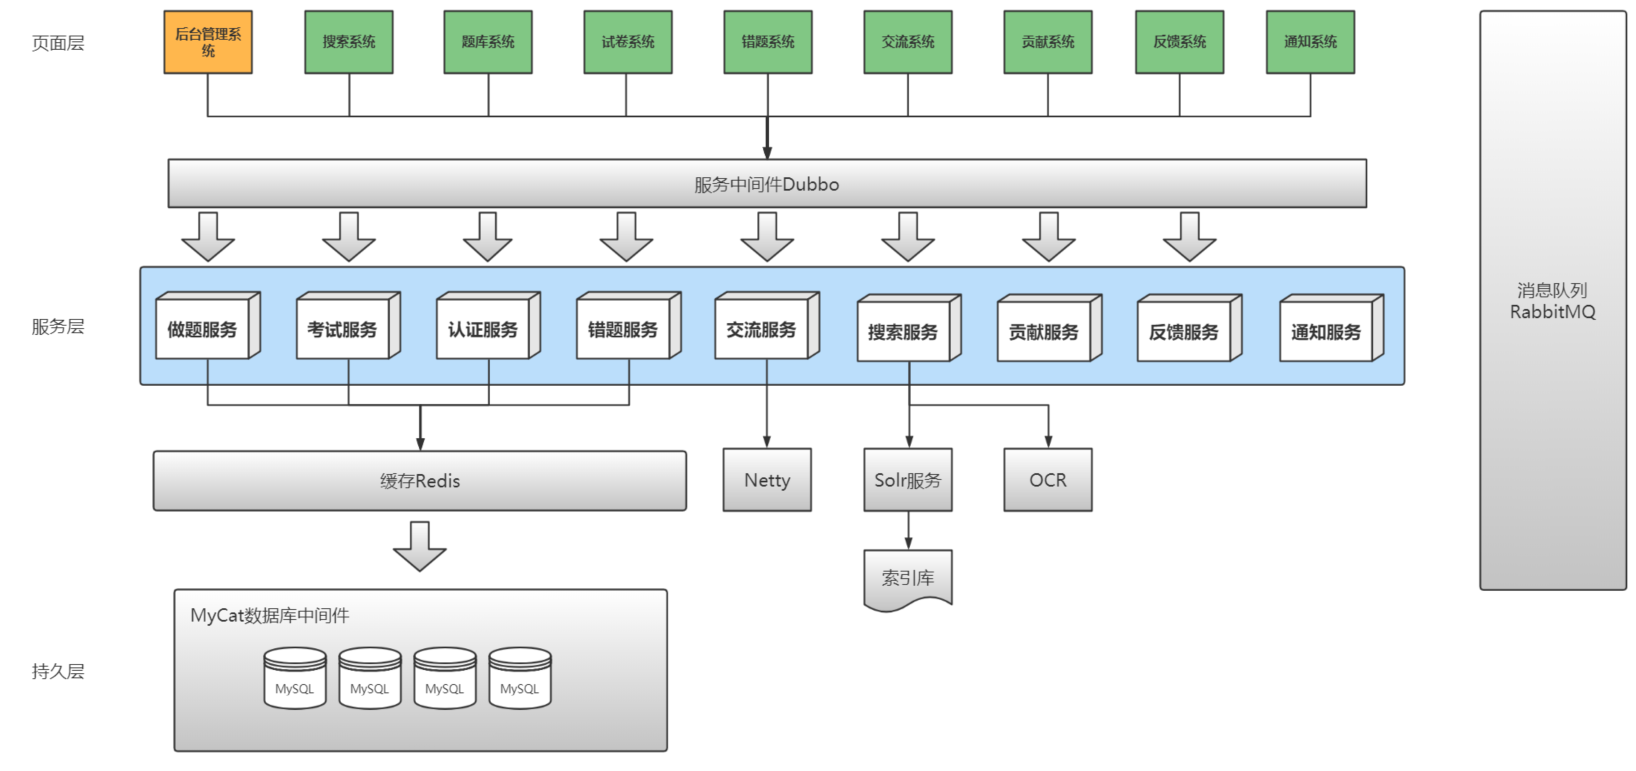 页面层
后台管理系
统
搜索系统
题库系统
试卷系统
错题系统
交流系统
贡献系统
反馈系统
通知系统
服务中间件Dubbo
消息队列
RabbitMQ
服务层
做题服务
考试服务
认证服务
错题服务
交流服务
搜索服务
贡献服务
反馈服务
通知服务
缓存Redis
Netty
Solr服务
OCR
索引库
持久层
MyCat数据库中间件
MySQL
MySQL
MySQL
MySQL